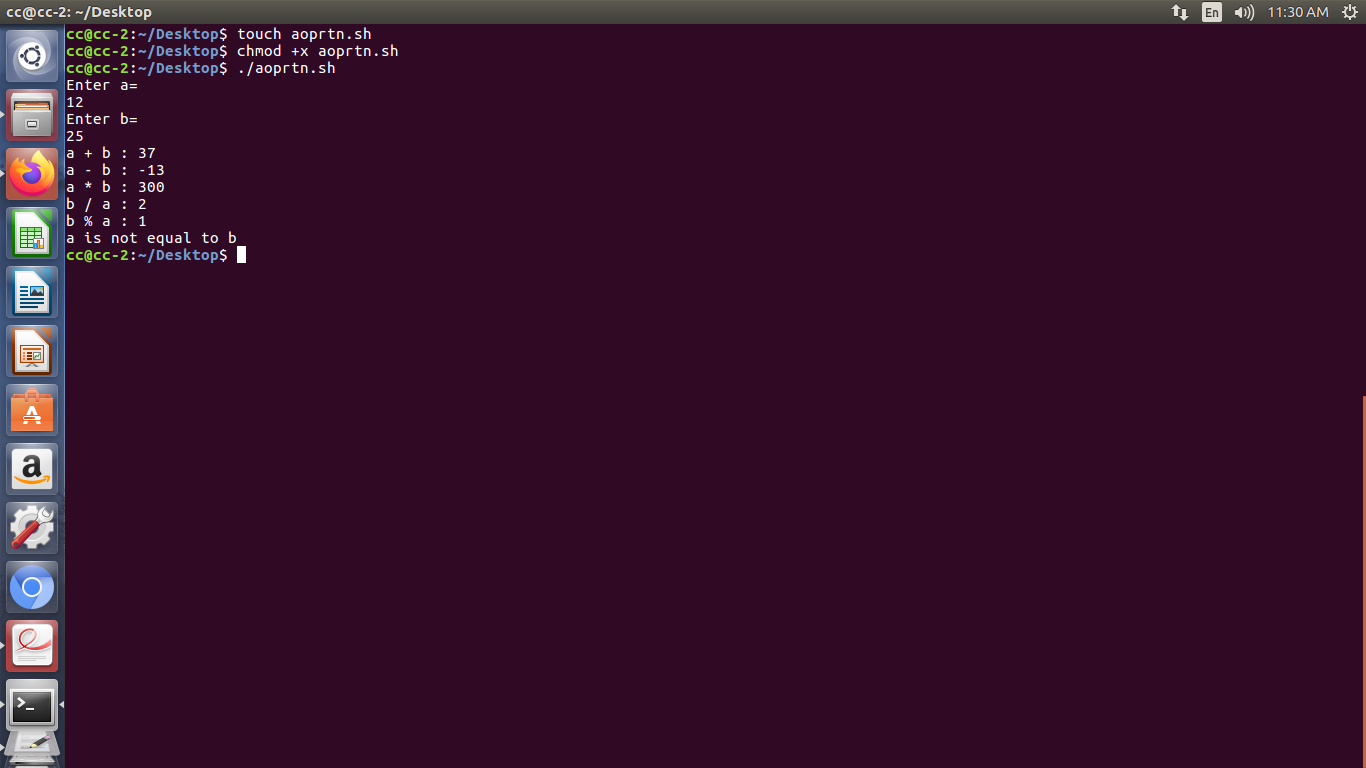 cc@cc-2: ~/Desktop
En
11:30 AM
cc@cc-2:~/Desktop$ touch aoprtn.sh
cc@cc-2:~/Desktop$ chmod +x aoprtn.sh
cc@cc-2:~/Desktop$ ./aoprtn.sh
Enter a=
12
Enter b=
25
a + b : 37
a - b : -13
a * b : 300
b / a : 2
b % a : 1
a is not equal to b
cc@cc-2:~/Desktop$